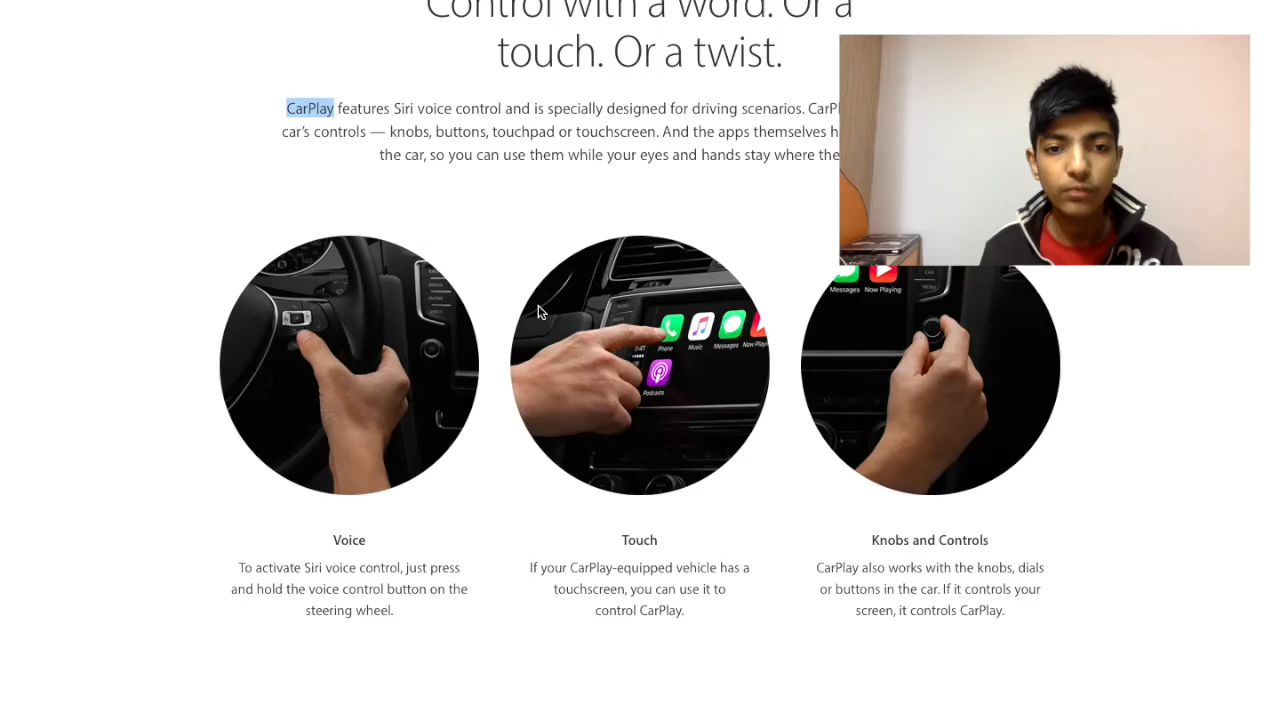 Control with a word. Or a
touch. Or a twist.
CarPlay features Siri voice control and is specially designed for driving scenarios.
car’s controls — knobs, buttons, touchpad or touchscreen. And the apps themselves
the car, so you can use them while your eyes and hands stay where
Messages Now Playing
Phone Music Messages Now
Podcasts
Voice
Touch
Knobs and Controls
To activate Siri voice control, just press
and hold the voice control button on the
steering wheel.
If your CarPlay-equipped vehicle has a
touchscreen, you can use it to
control CarPlay.
CarPlay also works with the knobs, dials
or buttons in the car. If it controls your
screen, it controls CarPlay.